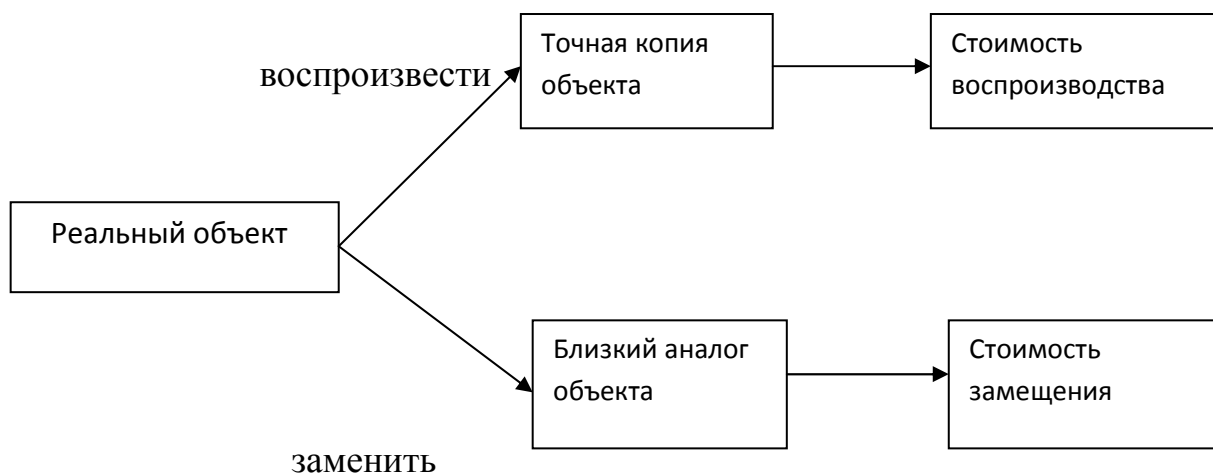 воспроизвести
Точная копия
объекта
Стоимость
воспроизводства
Реальный объект
Близкий аналог
объекта
Стоимость
замещения
заменить